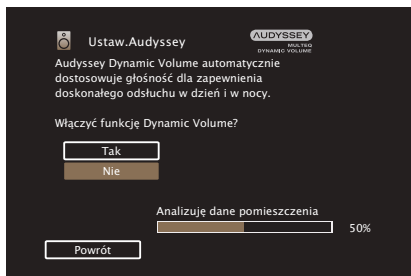 Ustaw.Audyssey
AUDYSSEY
MULTEQ
DYNAMIC VOLUME
Audyssey Dynamic Volume automatycznie
dostosowuje głośność dla zapewnienia
doskonałego odsłuchu w dzień i w nocy.
Włączyć funkcję Dynamic Volume?
Tak
Nie
Analizuję dane pomieszczenia
50%
Powrót